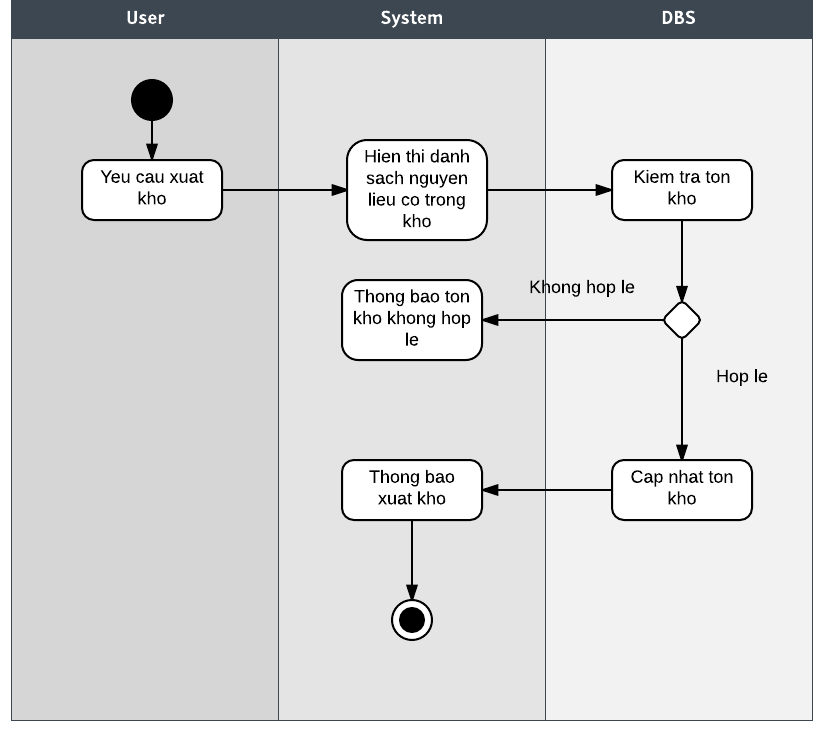 User
System
DBS
Yeu cau xuat
kho
Hien thi danh
sach nguyen
lieu co trong
kho
Kiem tra ton
kho
Khong hop le
Thong bao ton
kho khong hop
le
Hop le
Thong bao
xuat kho
Cap nhat ton
kho